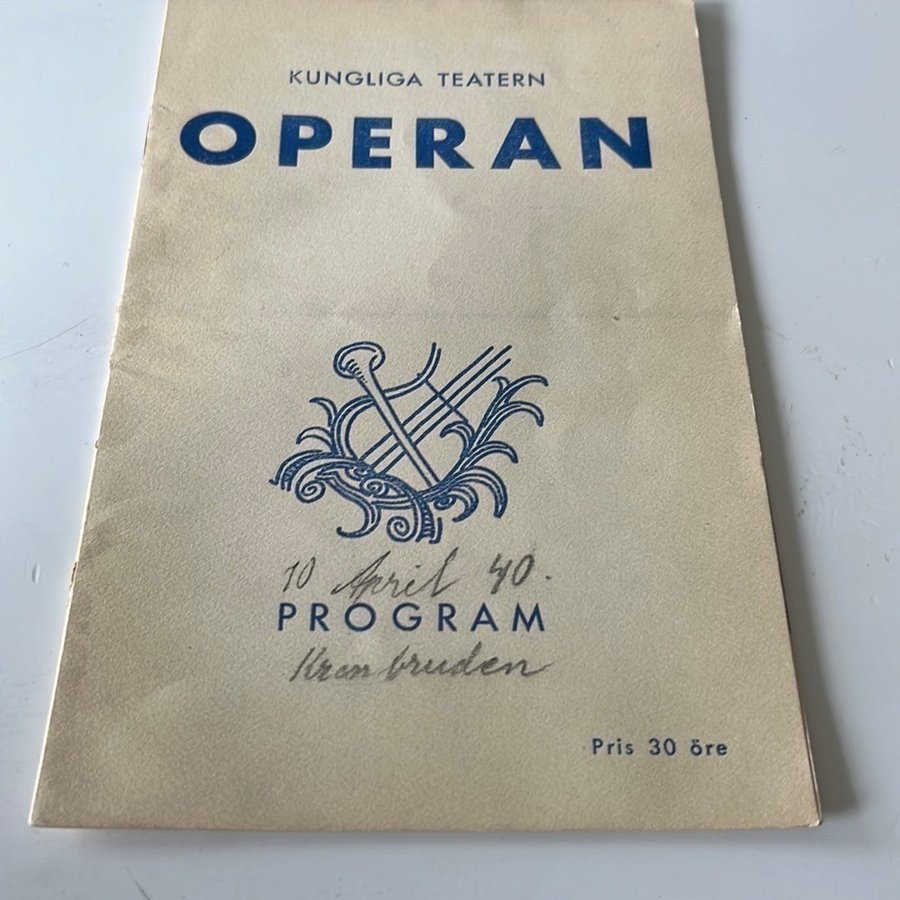 KUNGLIGA TEATERN
OPERAN
10 April 40.
PROGRAM
Kronbruden
Pris 30 öre